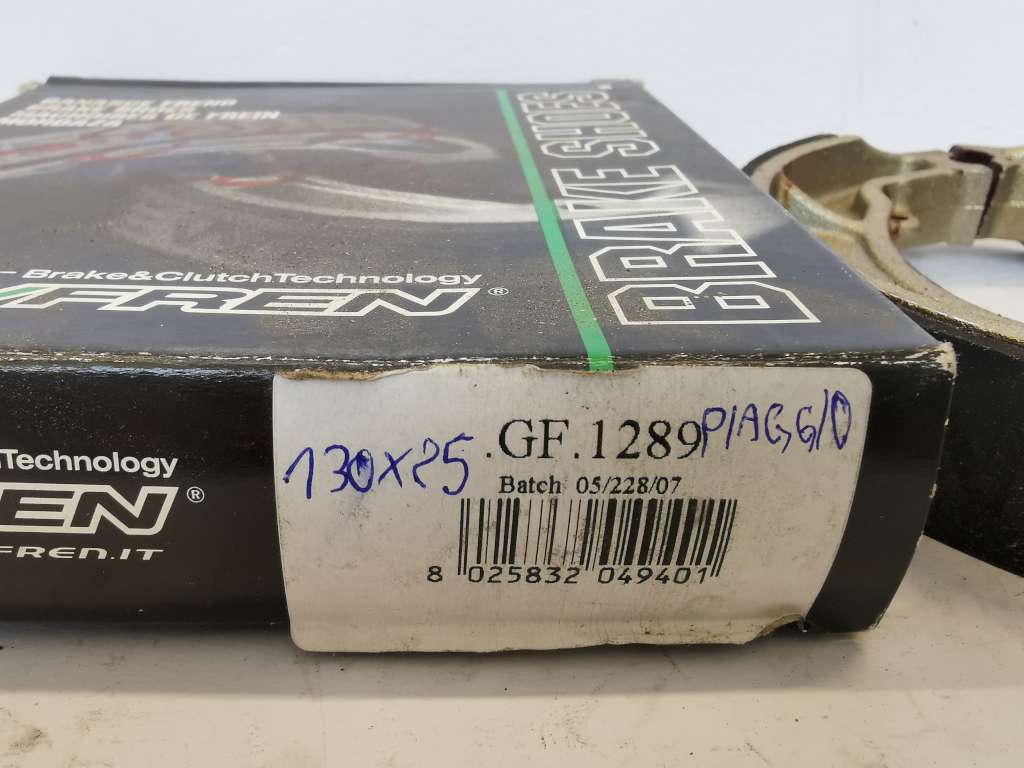 BRAKE SHOES
Brake&ClutchTechnology
FREN®
Technology
EN®
FREN.IT
.GF.1289
130x25
PIAGGIO
Batch 05/228/07
8 025832 049401